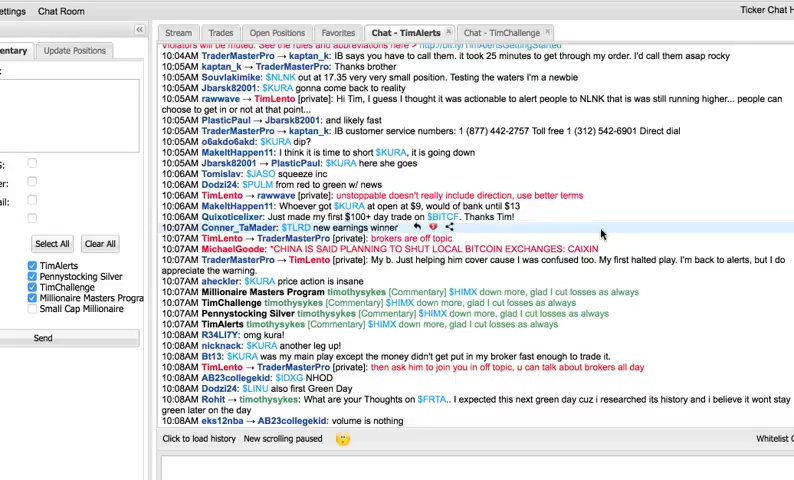 ettings Chat Room
Ticker Chat H
Stream Trades Open Positions Favorites Chat - TimAlerts Chat - TimChallenge
mentary Update Positions
violators will be muted. See the rules and abbreviations here > http://bit.ly/TimAlertsGettingStarted
10:04AM TraderMasterPro → kaptan_k: IB says you have to call them. it took 25 minutes to get through my order. I'd call them asap rocky
10:05AM kaptan_k → TraderMasterPro: Thanks brother
10:05AM Souvlakimike: $NLNK out at 17.35 very very small position. Testing the waters I'm a newbie
10:05AM Jbarsk82001: $KURA gonna come back to reality
10:05AM rawwave → TimLento [private]: Hi Tim, I guess I thought it was actionable to alert people to NLNK that is was still running higher... people can
choose to get in or not at that point...
10:05AM PlasticPaul → Jbarsk82001: and likely fast
10:05AM TraderMasterPro → kaptan_k: IB customer service numbers: 1 (877) 442-2757 Toll free 1 (312) 542-6901 Direct dial
10:05AM o6akdo6akd: $KURA dip?
10:05AM MakeItHappen11: I think it is time to short $KURA, it is going down
10:05AM Jbarsk82001 → PlasticPaul: $KURA here she goes
10:06AM Tomislav: $JASO squeeze inc
10:06AM Dodzi24: $PULM from red to green w/ news
10:06AM TimLento → rawwave [private]: unstoppable doesn't really include direction, use better terms
10:06AM MakeItHappen11: Whoever got $KURA at open at $9, would of bank until $13
10:06AM Quixoticelixer: Just made my first $100+ day trade on $BITCF. Thanks Tim!
10:07AM Conner_TaMader: $TLRD new earnings winner
10:07AM TimLento → TraderMasterPro [private]: brokers are off topic
10:07AM MichaelGoode: "CHINA IS SAID PLANNING TO SHUT LOCAL BITCOIN EXCHANGES: CAIXIN
10:07AM TraderMasterPro → TimLento [private]: My b. Just helping him cover cause I was confused too. My first halted play. I'm back to alerts, but I do
appreciate the warning.
10:07AM aheckler: $KURA price action is insane
10:07AM Millionaire Masters Program timothysykes [Commentary] $HIMX down more, glad I cut losses as always
10:07AM TimChallenge timothysykes [Commentary] $HIMX down more, glad I cut losses as always
10:07AM Pennystocking Silver timothysykes [Commentary] $HIMX down more, glad I cut losses as always
10:07AM TimAlerts timothysykes [Commentary] $HIMX down more, glad I cut losses as always
10:08AM R34LI7Y: omg kura!
10:08AM nicknack: $KURA another leg up!
10:08AM Bt13: $KURA was my main play except the money didn't get put in my broker fast enough to trade it.
10:08AM TimLento → TraderMasterPro [private]: then ask him to join you in off topic, u can talk about brokers all day
10:08AM AB23collegekid: $IDXG NHOD
10:08AM Dodzi24: $LINU also first Green Day
10:08AM Rohit → timothysykes: What are your Thoughts on $FRTA.. I expected this next green day cuz i researched its history and i believe it wont stay
green later on the day
10:08AM eks12nba → AB23collegekid: volume is nothing
:
S:
er:
ail:
:
Select All Clear All
TimAlerts
Pennystocking Silver
TimChallenge
Millionaire Masters Progra
Small Cap Millionaire
Send
Click to load history New scrolling paused
Whitelist C